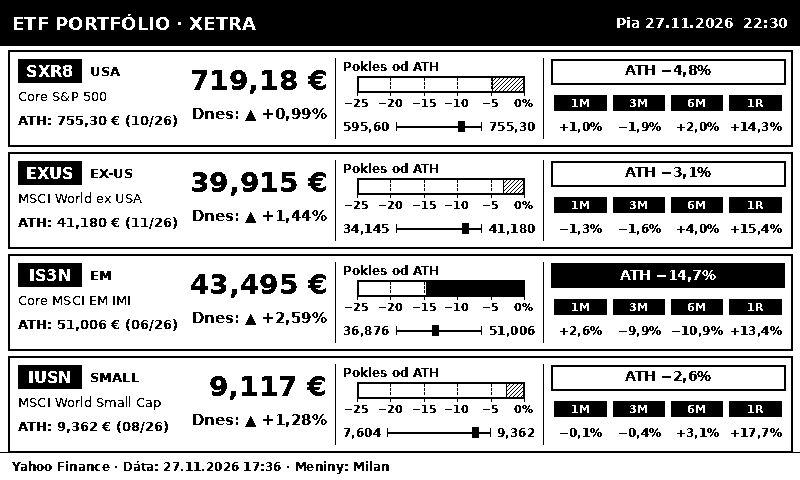 ETF PORTFÓLIO · XETRA
Pia 27.11.2026 22:30
SXR8 USA
Core S&P 500
ATH: 755,30 € (10/26)
719,18 €
Dnes: ▲ +0,99%
Pokles od ATH
−25 −20 −15 −10 −5 0%
595,60 755,30
ATH −4,8%
1M 3M 6M 1R
+1,0% −1,9% +2,0% +14,3%
EXUS EX-US
MSCI World ex USA
ATH: 41,180 € (11/26)
39,915 €
Dnes: ▲ +1,44%
Pokles od ATH
−25 −20 −15 −10 −5 0%
34,145 41,180
ATH −3,1%
1M 3M 6M 1R
−1,3% −1,6% +4,0% +15,4%
IS3N EM
Core MSCI EM IMI
ATH: 51,006 € (06/26)
43,495 €
Dnes: ▲ +2,59%
Pokles od ATH
−25 −20 −15 −10 −5 0%
36,876 51,006
ATH −14,7%
1M 3M 6M 1R
+2,6% −9,9% −10,9% +13,4%
IUSN SMALL
MSCI World Small Cap
ATH: 9,362 € (08/26)
9,117 €
Dnes: ▲ +1,28%
Pokles od ATH
−25 −20 −15 −10 −5 0%
7,604 9,362
ATH −2,6%
1M 3M 6M 1R
−0,1% −0,4% +3,1% +17,7%
Yahoo Finance · Dáta: 27.11.2026 17:36 · Meniny: Milan